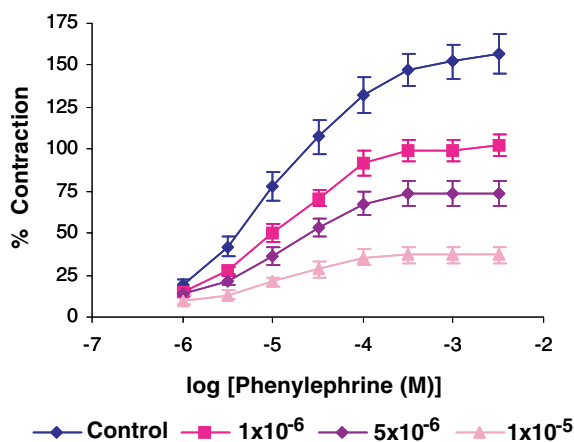 175
150
125
100
75
50
25
0
% Contraction
-7 -6 -5 -4 -3 -2
log [Phenylephrine (M)]
Control 1x10⁻⁶ 5x10⁻⁶ 1x10⁻⁵